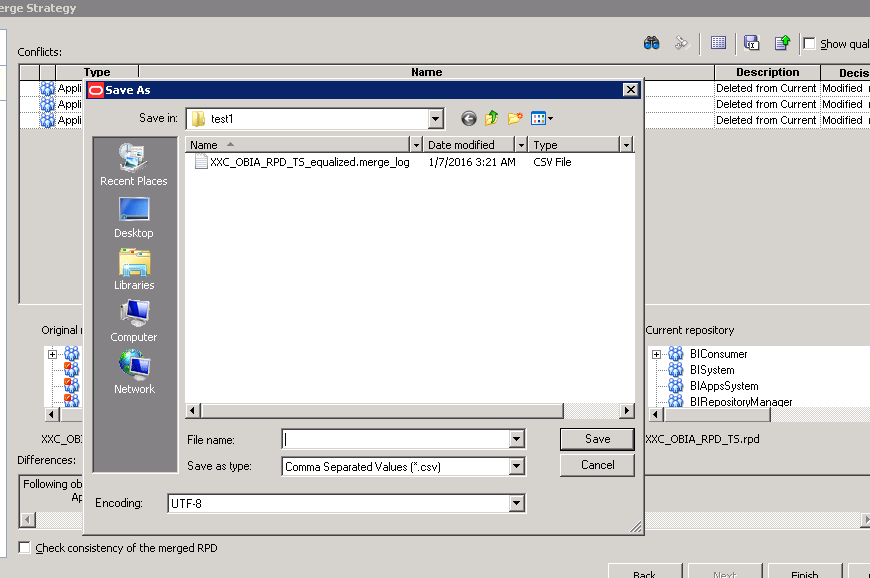 erge Strategy
Conflicts:
Show qual
Type Name Description Decis
Appli Deleted from Current Modified
Appli Deleted from Current Modified
Appli Deleted from Current Modified
Save As
Save in: test1
Name Date modified Type
XXC_OBIA_RPD_TS_equalized.merge_log 1/7/2016 3:21 AM CSV File
Recent Places
Desktop
Libraries
Computer
Network
File name: Save
Save as type: Comma Separated Values (*.csv) Cancel
Encoding: UTF-8
Original Current repository
BIConsumer
BISystem
BIAppsSystem
BIRepositoryManager
XXC_OBI XXC_OBIA_RPD_TS.rpd
Differences:
Following ob
Ap
Check consistency of the merged RPD
Back Next Finish